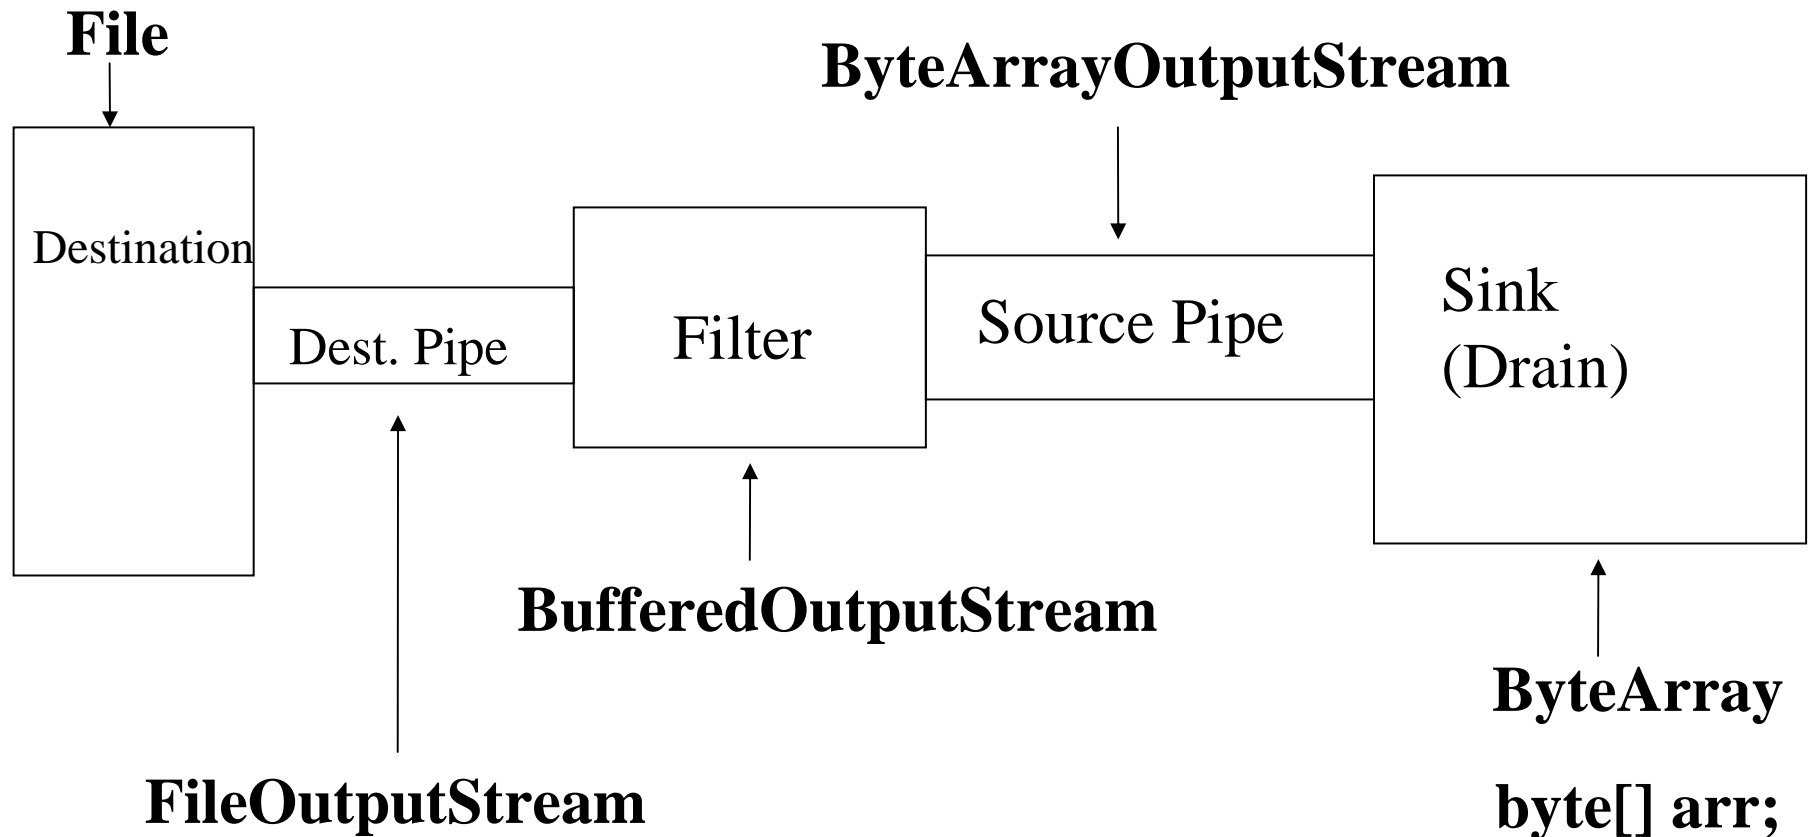 File
ByteArrayOutputStream
Destination
Dest. Pipe
Filter
Source Pipe
Sink
(Drain)
BufferedOutputStream
ByteArray
FileOutputStream
byte[] arr;